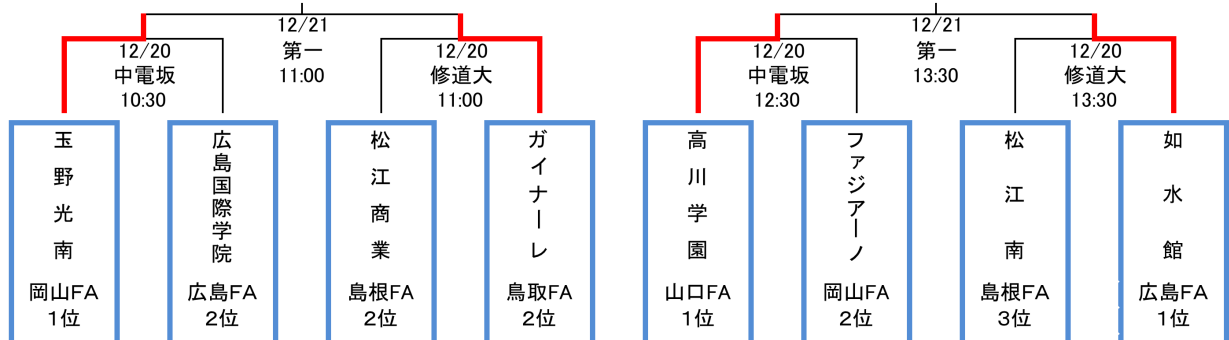 12/21
第一
11:00
12/20
中電坂
10:30
12/20
修道大
11:00
12/21
第一
13:30
12/20
中電坂
12:30
12/20
修道大
13:30
玉野光南
岡山FA
1位
広島国際学院
広島FA
2位
松江商業
島根FA
2位
ガイナーレ
鳥取FA
2位
高川学園
山口FA
1位
ファジアーノ
岡山FA
2位
松江南
島根FA
3位
如水館
広島FA
1位